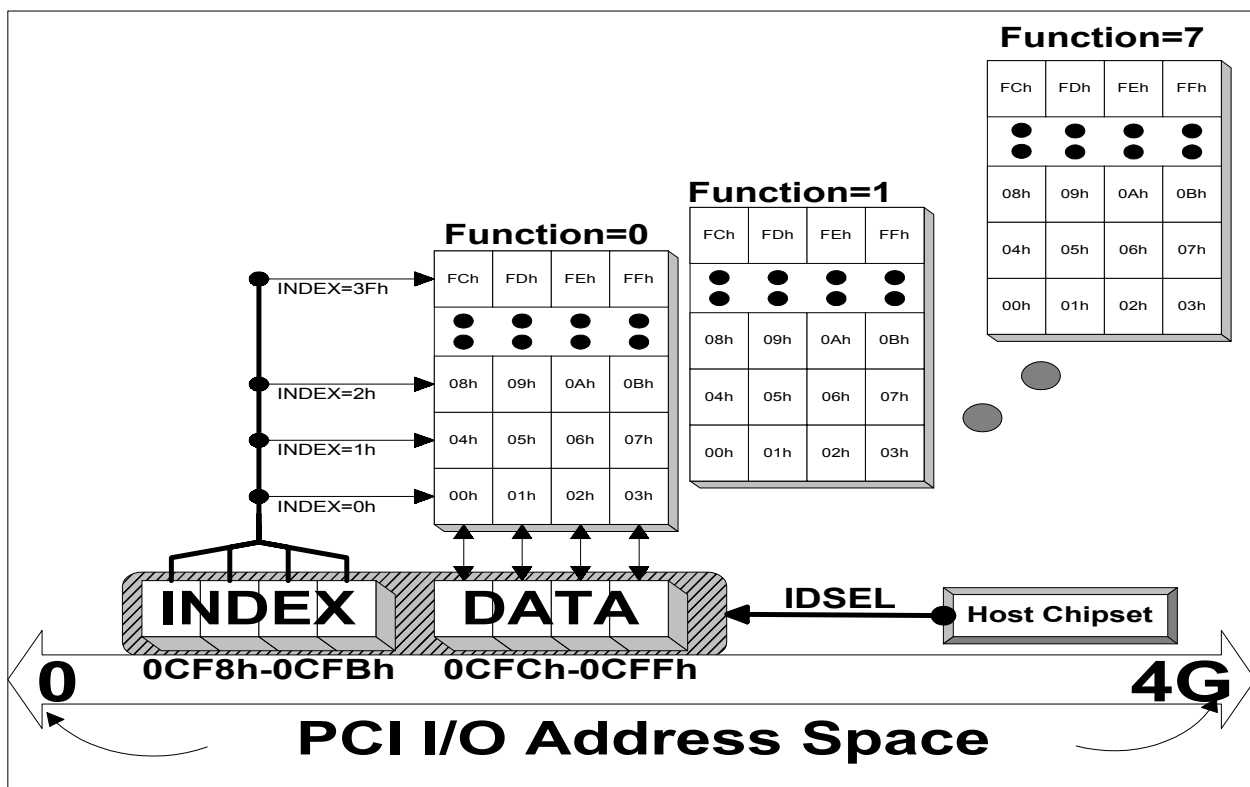 Function=7
FCh FDh FEh FFh
08h 09h 0Ah 0Bh
04h 05h 06h 07h
00h 01h 02h 03h
Function=1
FCh FDh FEh FFh
08h 09h 0Ah 0Bh
04h 05h 06h 07h
00h 01h 02h 03h
Function=0
FCh FDh FEh FFh
08h 09h 0Ah 0Bh
04h 05h 06h 07h
00h 01h 02h 03h
INDEX=3Fh
INDEX=2h
INDEX=1h
INDEX=0h
INDEX
DATA
IDSEL
Host Chipset
0CF8h-0CFBh
0CFCh-0CFFh
0
4G
PCI I/O Address Space